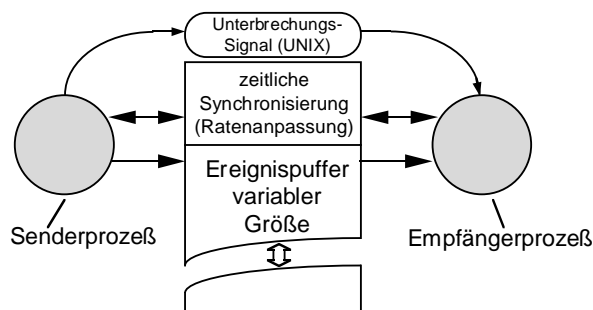 Unterbrechungs-
Signal (UNIX)
zeitliche
Synchronisierung
(Ratenanpassung)
Ereignispuffer
variabler
Größe
Senderprozeß
Empfängerprozeß